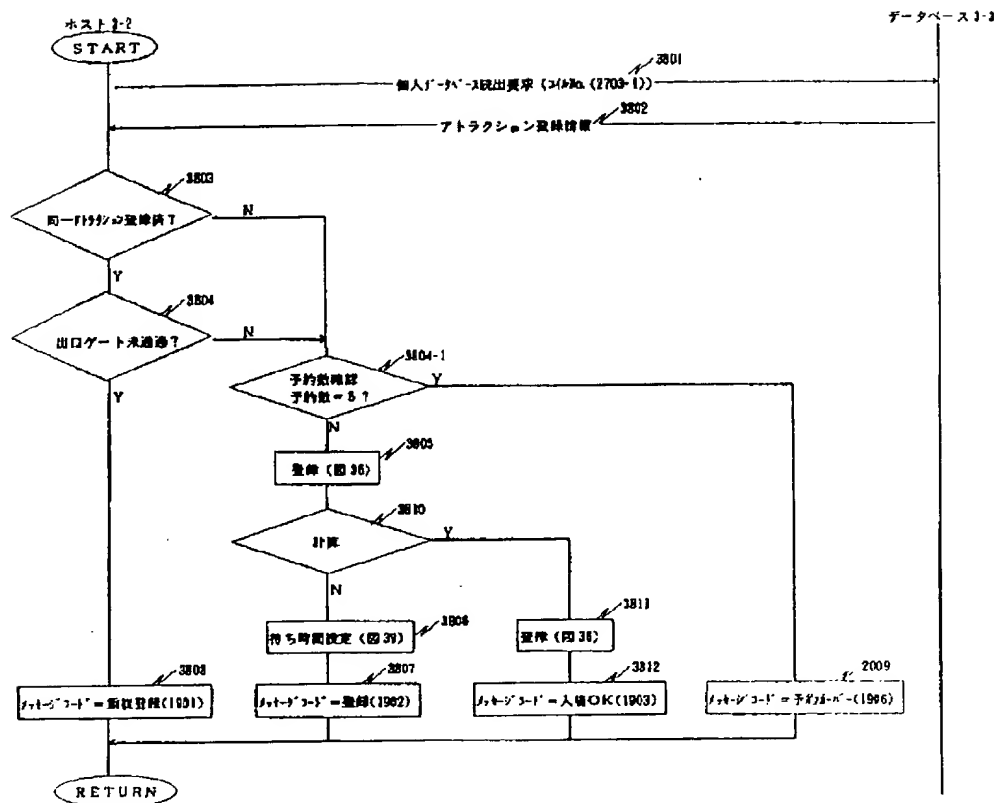 ホスト3-2
データベース3-3
START
3801
個人データベース読出要求(コイルNo.(2703-1))
3802
アトラクション登録情報
3803
同一アトラクション登録済?
N
Y
3804
出口ゲート未通過?
N
Y
3804-1
予約数確認
予約数=5?
Y
N
3805
登録(図36)
3810
計算
Y
N
3806
待ち時間設定(図39)
3811
登録(図38)
3808
メッセージコード=重複登録(1901)
3807
メッセージコード=登録(1902)
3812
メッセージコード=入場OK(1903)
2009
メッセージコード=予約オーバー(1906)
RETURN